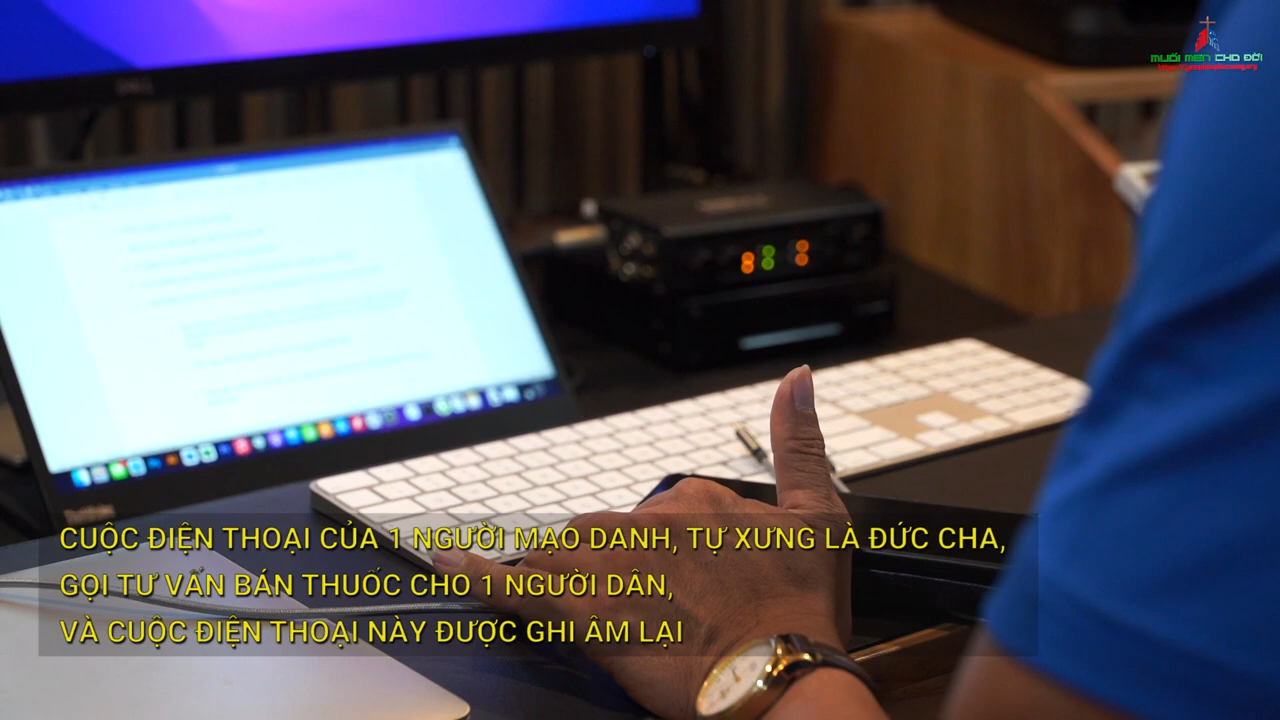 MUỐI MEN CHO ĐỜI
DELL
CUỘC ĐIỆN THOẠI CỦA 1 NGƯỜI MẠO DANH, TỰ XƯNG LÀ ĐỨC CHA,
GỌI TƯ VẤN BÁN THUỐC CHO 1 NGƯỜI DÂN,
VÀ CUỘC ĐIỆN THOẠI NÀY ĐƯỢC GHI ÂM LẠI